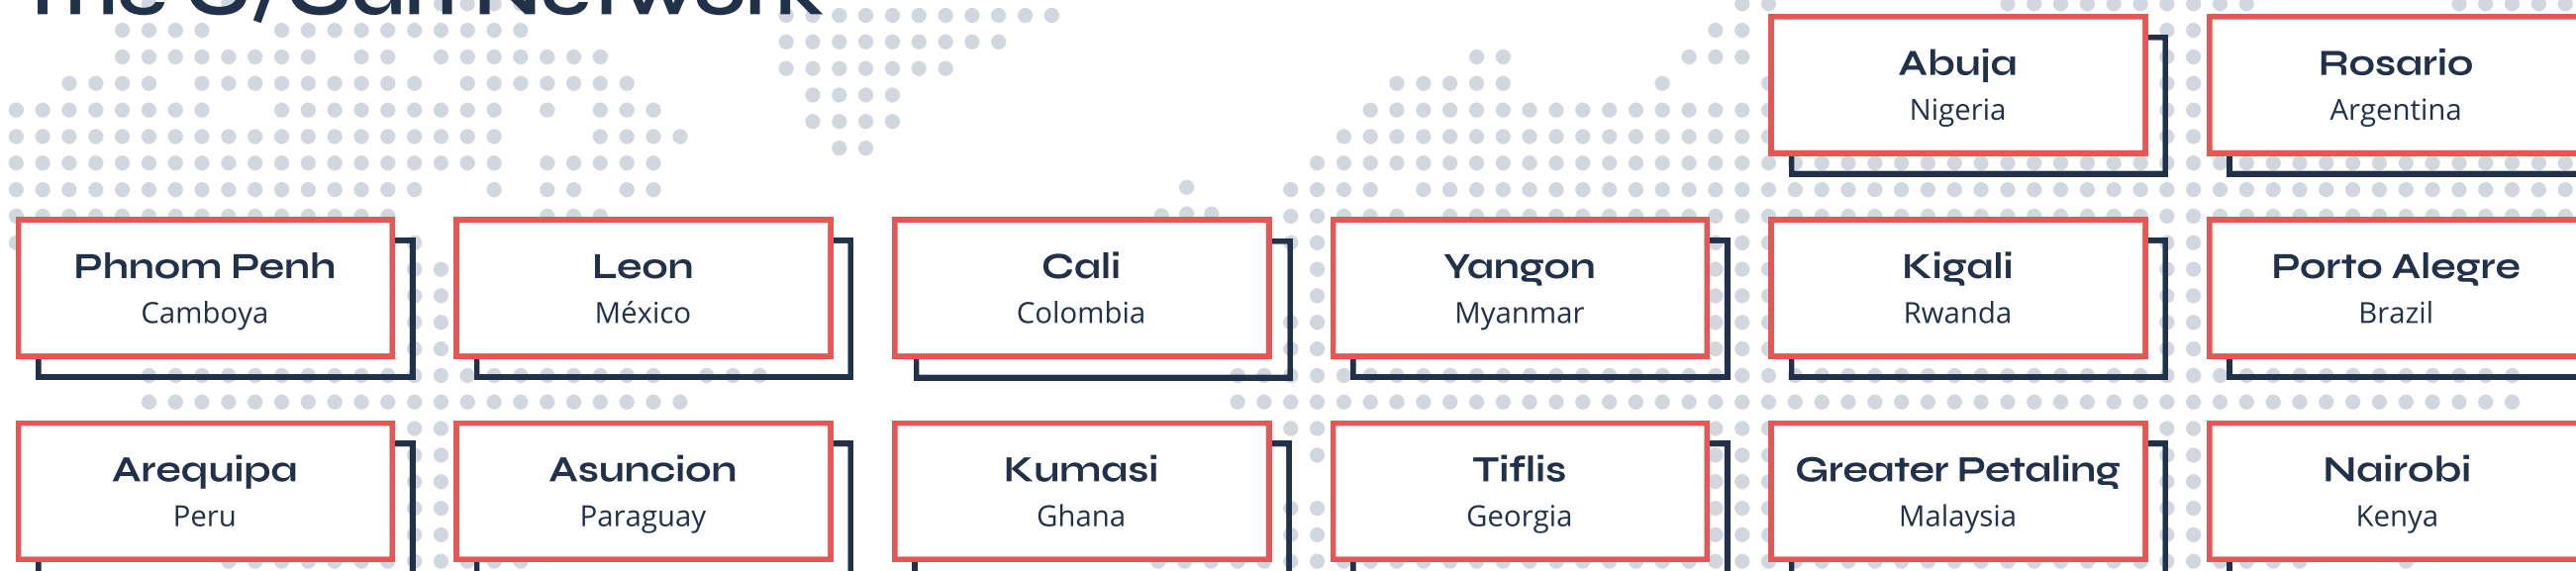 Network
Abuja
Nigeria
Rosario
Argentina
Phnom Penh
Camboya
Leon
México
Cali
Colombia
Yangon
Myanmar
Kigali
Rwanda
Porto Alegre
Brazil
Arequipa
Peru
Asuncion
Paraguay
Kumasi
Ghana
Tiflis
Georgia
Greater Petaling
Malaysia
Nairobi
Kenya